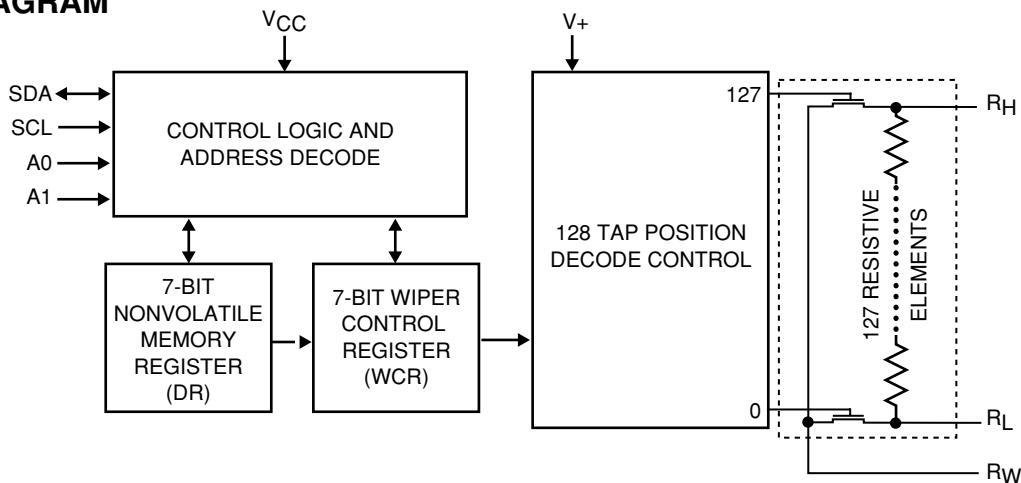 AGRAM
VCC
V+
SDA
SCL
A0
A1
CONTROL LOGIC AND
ADDRESS DECODE
7-BIT
NONVOLATILE
MEMORY
REGISTER
(DR)
7-BIT WIPER
CONTROL
REGISTER
(WCR)
127
128 TAP POSITION
DECODE CONTROL
0
127 RESISTIVE
ELEMENTS
RH
RL
RW